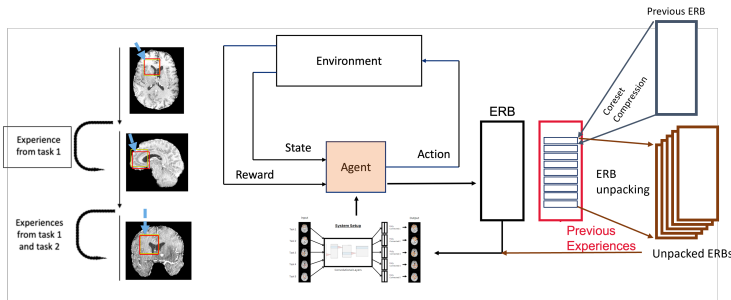 Previous ERB
Environment
Coreset
Compression
ERB
Experience
from task 1
State
Action
Agent
ERB
unpacking
Reward
System Setup
Previous
Experiences
Experiences
from task 1
and task 2
Unpacked ERBs